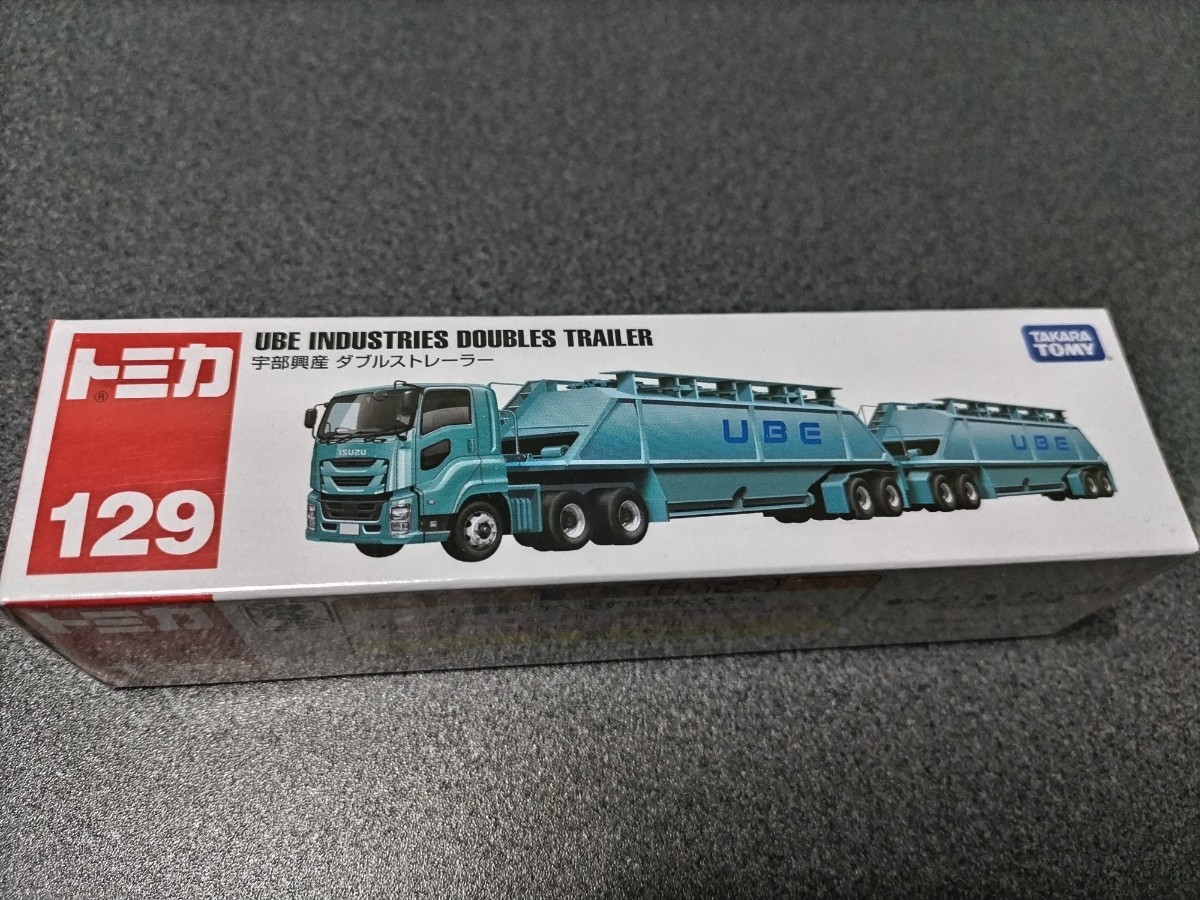 トミカ®
129
UBE INDUSTRIES DOUBLES TRAILER
宇部興産 ダブルストレーラー
TAKARA
TOMY
ISUZU
UBE
UBE
トミカ